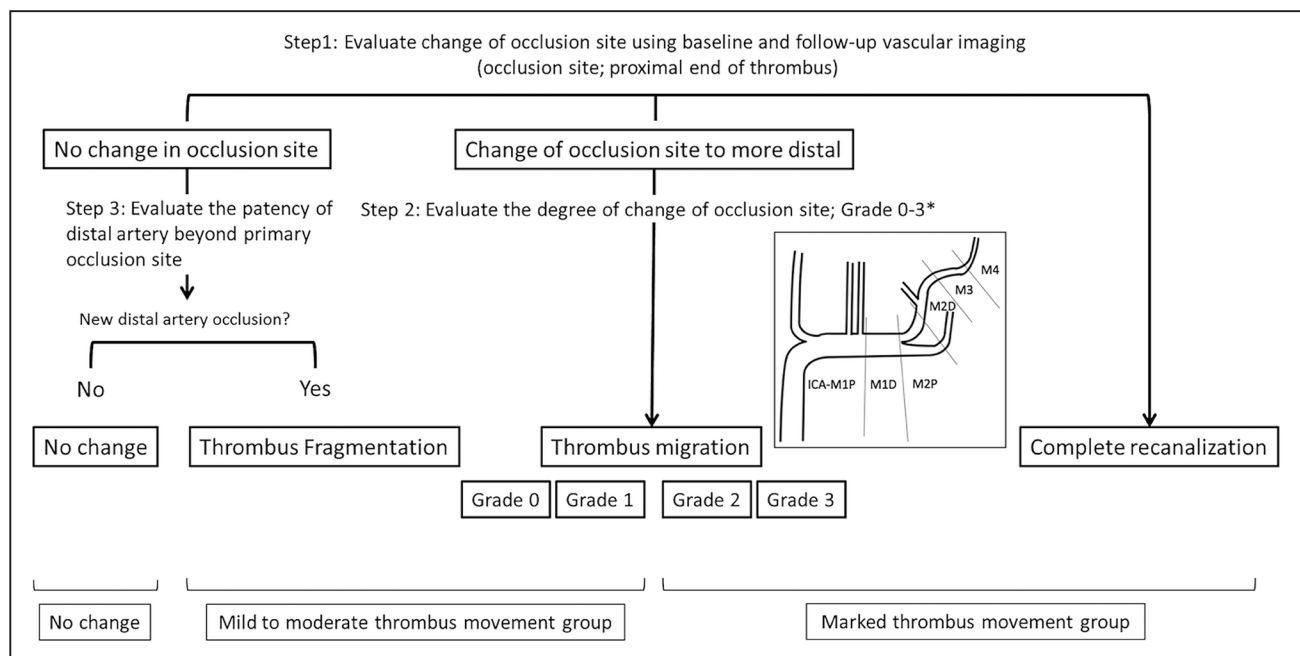 Step1: Evaluate change of occlusion site using baseline and follow-up vascular imaging
(occlusion site; proximal end of thrombus)
No change in occlusion site
Change of occlusion site to more distal
Step 3: Evaluate the patency of
distal artery beyond primary
occlusion site
Step 2: Evaluate the degree of change of occlusion site; Grade 0-3*
M4
M3
M2D
ICA-M1P
M1D
M2P
New distal artery occlusion?
No
Yes
No change
Thrombus Fragmentation
Thrombus migration
Complete recanalization
Grade 0
Grade 1
Grade 2
Grade 3
No change
Mild to moderate thrombus movement group
Marked thrombus movement group